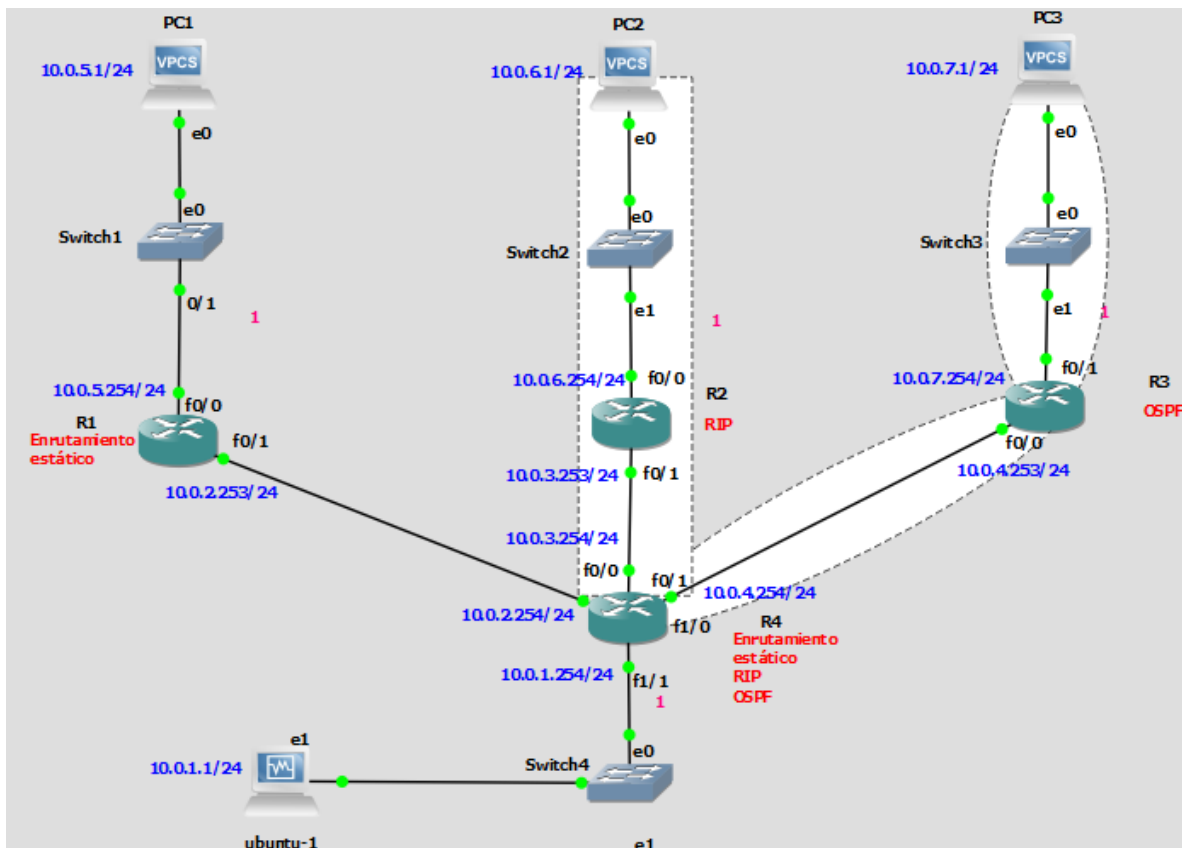 PC1
PC2
PC3
10.0.5.1/24
VPCS
10.0.6.1/24
VPCS
10.0.7.1/24
VPCS
e0
e0
e0
e0
e0
e0
Switch1
Switch2
Switch3
0/1
e1
e1
1
1
1
10.0.5.254/24
f0/0
10.0.6.254/24
f0/0
10.0.7.254/24
f0/1
R1
Enrutamiento
estático
f0/1
R2
RIP
R3
OSPF
10.0.2.253/24
10.0.3.253/24
f0/1
f0/0
10.0.4.253/24
10.0.3.254/24
f0/0
f0/1
10.0.4.254/24
10.0.2.254/24
f1/0
R4
Enrutamiento
estático
RIP
OSPF
10.0.1.254/24
f1/1
1
e1
e0
10.0.1.1/24
Switch4
ubuntu-1
e1